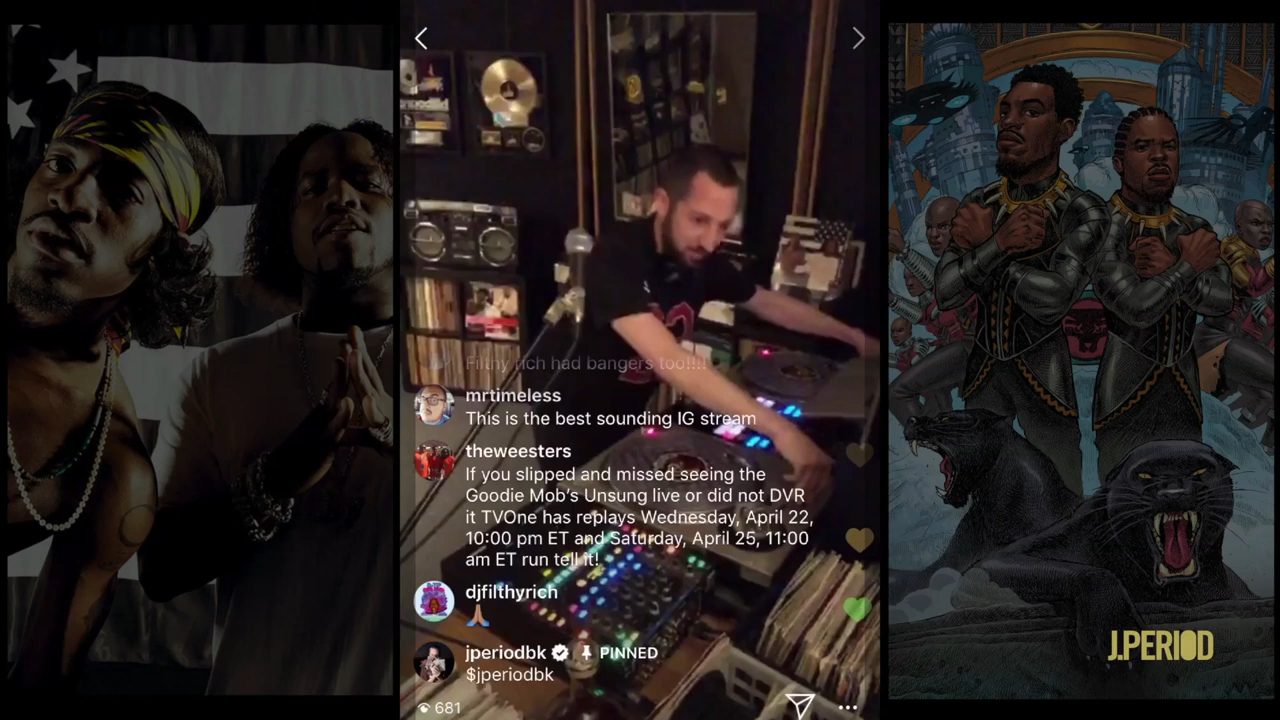 Filthy rich had bangers too!!!!
mrtimeless
This is the best sounding IG stream
theweesters
If you slipped and missed seeing the
Goodie Mob's Unsung live or did not DVR
it TVOne has replays Wednesday, April 22,
10:00 pm ET and Saturday, April 25, 11:00
am ET run tell it!
djfilthyrich
🙏🏽
jperiodbk PINNED
$jperiodbk
681
J.PERIOD